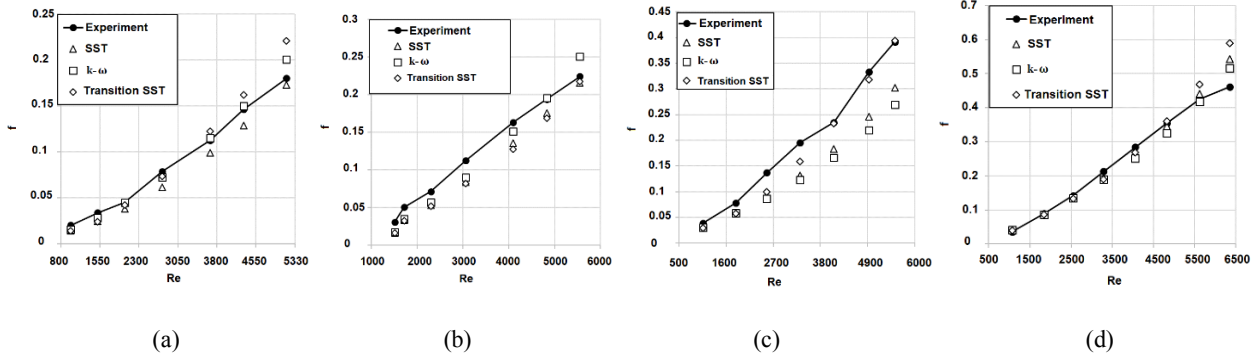 Experiment
SST
k-ω
Transition SST
0.25
0.2
0.15
0.1
0.05
0
f
800 1550 2300 3050 3800 4550 5330
Re
(a)
Experiment
SST
k-ω
Transition SST
0.3
0.25
0.2
0.15
0.1
0.05
0
f
1000 2000 3000 4000 5000 6000
Re
(b)
Experiment
SST
k-ω
Transition SST
0.45
0.4
0.35
0.3
0.25
0.2
0.15
0.1
0.05
0
f
500 1600 2700 3800 4900 6000
Re
(c)
Experiment
SST
k-ω
Transition SST
0.7
0.6
0.5
0.4
0.3
0.2
0.1
0
f
500 1500 2500 3500 4500 5500 6500
Re
(d)